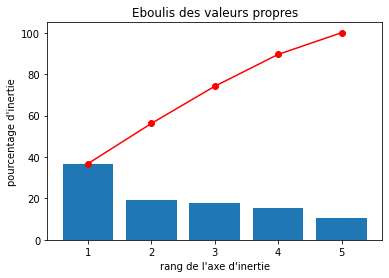 Eboulis des valeurs propres
100
80
60
40
20
0
pourcentage d'inertie
1 2 3 4 5
rang de l'axe d'inertie